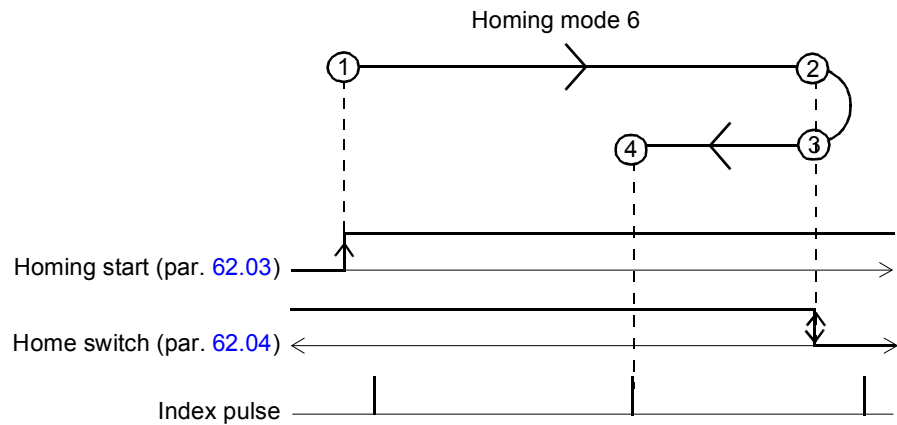 Homing mode 6
1
2
4
3
Homing start (par. 62.03)
Home switch (par. 62.04)
Index pulse